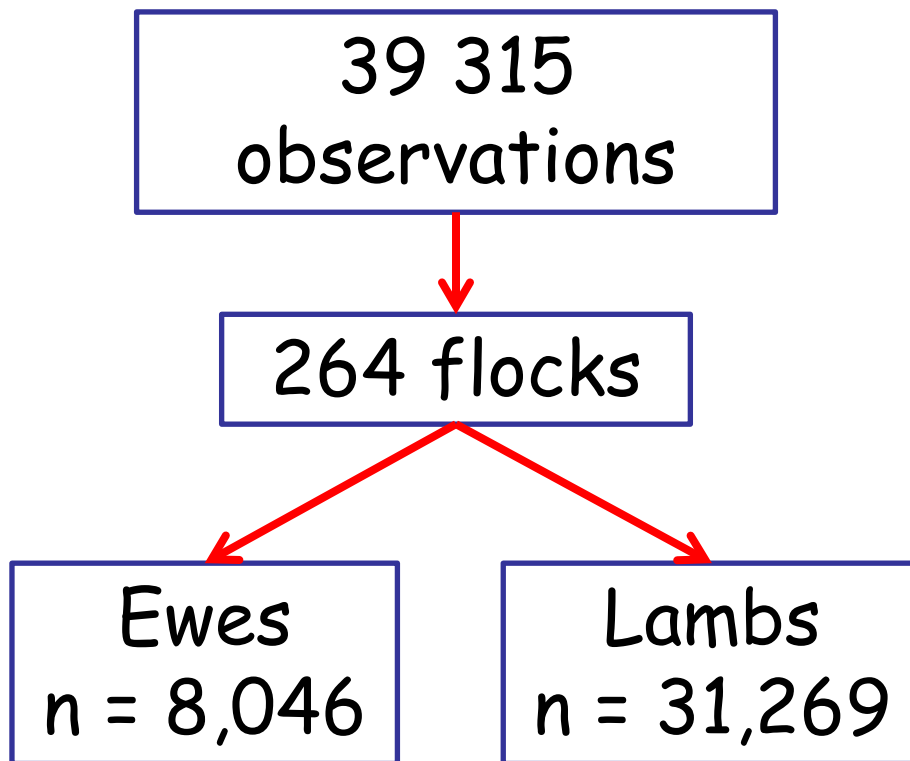 39 315
observations
264 flocks
Ewes
n = 8,046
Lambs
n = 31,269